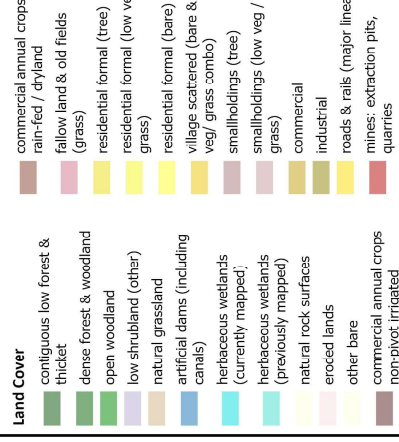 Land Cover
contiguous low forest &
thicket
dense forest & woodland
open woodland
low shrubland (other)
natural grassland
artificial dams (including
canals)
herbaceous wetlands
(currently mapped)
herbaceous wetlands
(previously mapped)
natural rock surfaces
eroded lands
other bare
commercial annual crops
non-pivot irrigated
commercial annual crops
rain-fed / dryland
fallow land & old fields
(grass)
residential formal (tree)
residential formal (low ve
grass)
residential formal (bare)
village scattered (bare &
veg/ grass combo)
smallholdings (tree)
smallholdings (low veg /
grass)
commercial
industrial
roads & rails (major linea
mines: extraction pits,
quarries